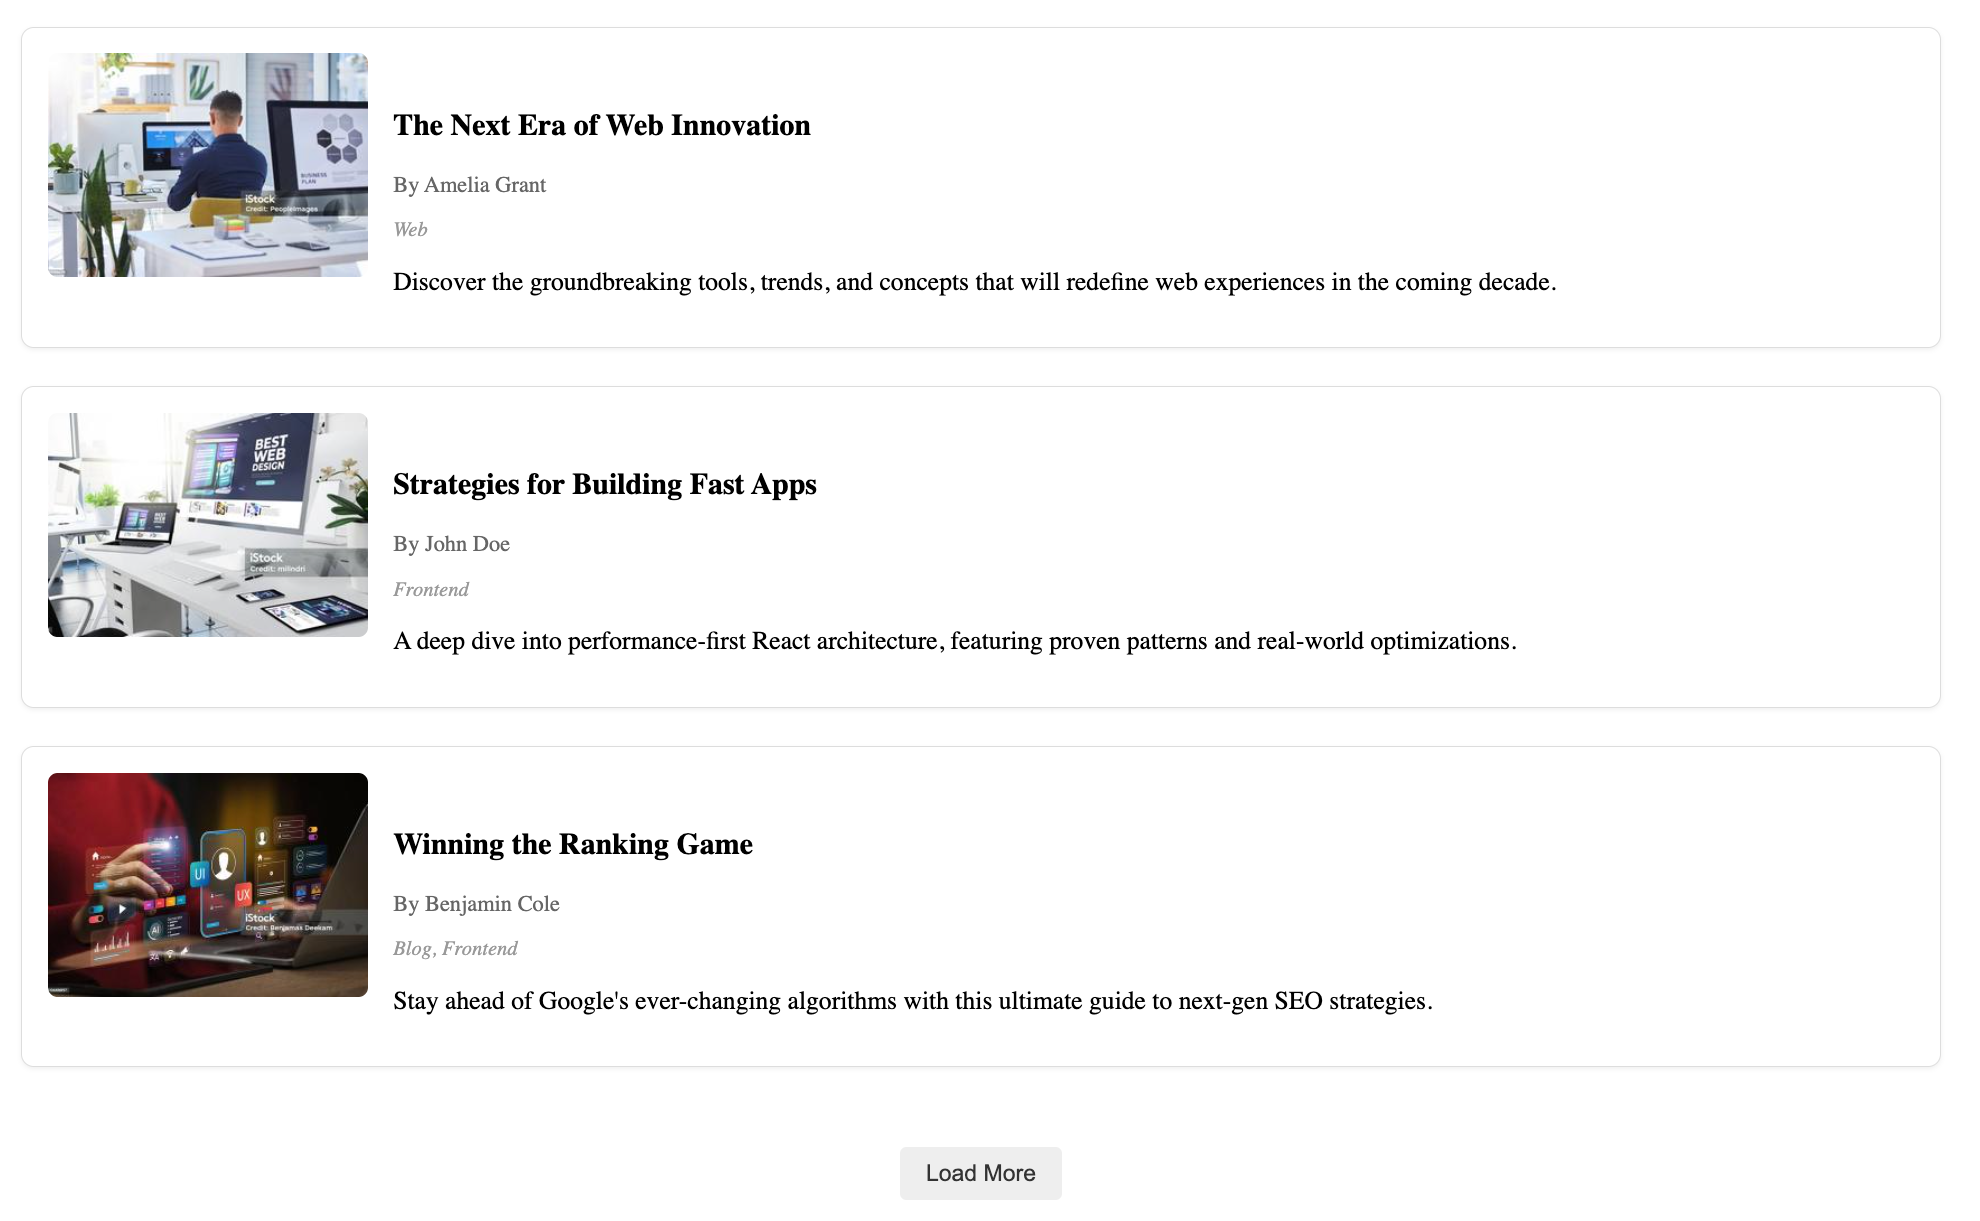 BUSINESS
PLAN
iStock
Credit: PeopleImages
The Next Era of Web Innovation
By Amelia Grant
Web
Discover the groundbreaking tools, trends, and concepts that will redefine web experiences in the coming decade.
BEST
WEB
DESIGN
iStock
Credit: milindri
Strategies for Building Fast Apps
By John Doe
Frontend
A deep dive into performance-first React architecture, featuring proven patterns and real-world optimizations.
UI
UX
AI
iStock
Credit: Benjamas Deekam
Winning the Ranking Game
By Benjamin Cole
Blog, Frontend
Stay ahead of Google's ever-changing algorithms with this ultimate guide to next-gen SEO strategies.
Load More